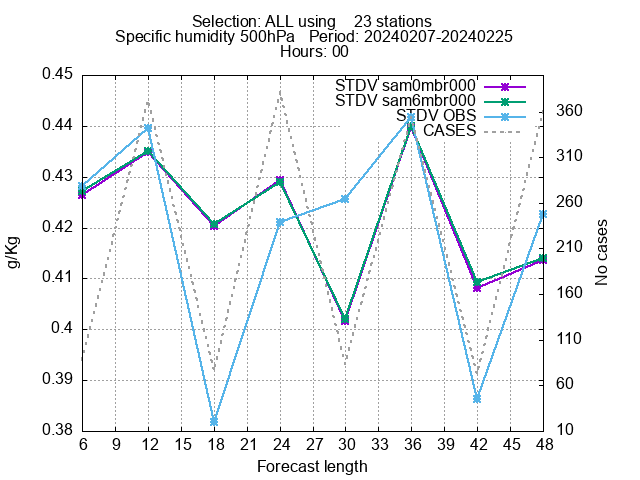 Selection: ALL using 23 stations
Specific humidity 500hPa Period: 20240207-20240225
Hours: 00
STDV sam0mbr000
STDV sam6mbr000
STDV OBS
CASES
0.45
0.44
0.43
0.42
0.41
0.4
0.39
0.38
g/Kg
360
310
260
210
160
110
60
10
No cases
6 9 12 15 18 21 24 27 30 33 36 39 42 45 48
Forecast length